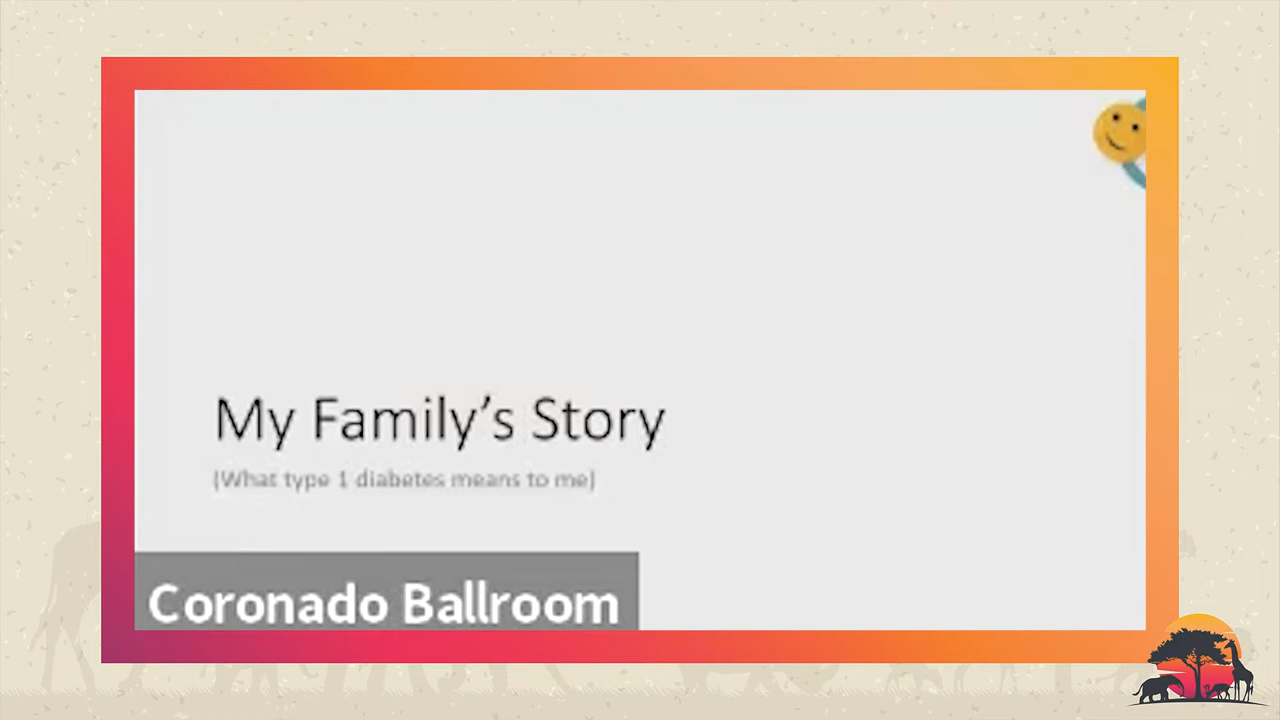 My Family's Story
(What type 1 diabetes means to me)
Coronado Ballroom